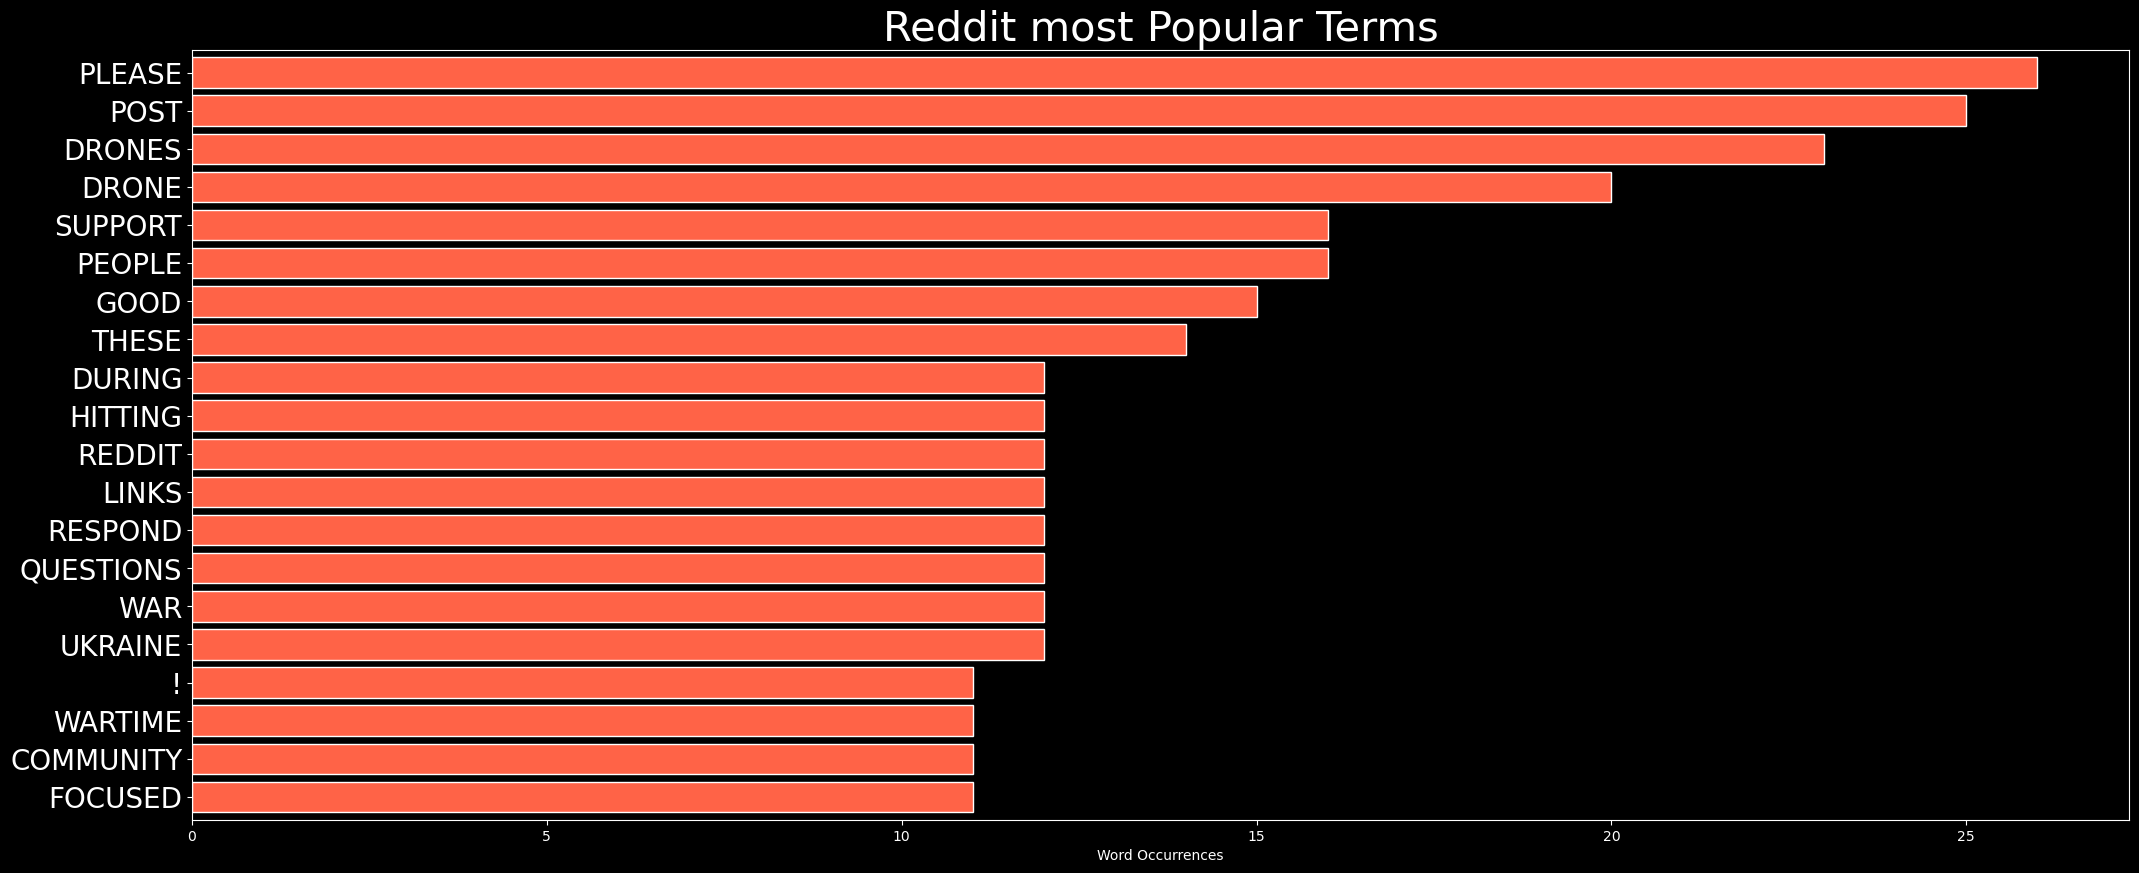 Reddit most Popular Terms
PLEASE
POST
DRONES
DRONE
SUPPORT
PEOPLE
GOOD
THESE
DURING
HITTING
REDDIT
LINKS
RESPOND
QUESTIONS
WAR
UKRAINE
!
WARTIME
COMMUNITY
FOCUSED
0 5 10 15 20 25
Word Occurrences